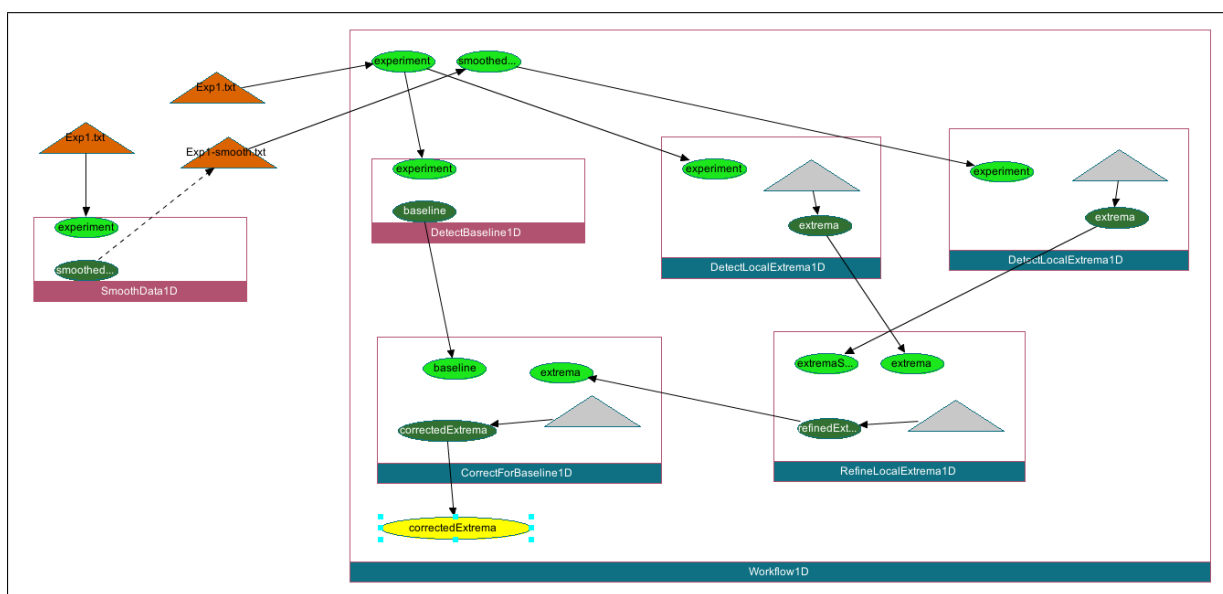 experiment
smoothed...
Exp1.txt
Exp1.txt
Exp1-smooth.txt
experiment
experiment
experiment
baseline
extrema
extrema
DetectBaseline1D
DetectLocalExtrema1D
DetectLocalExtrema1D
experiment
smoothed...
SmoothData1D
baseline
extrema
extremaS...
extrema
correctedExtrema
refinedExt...
CorrectForBaseline1D
RefineLocalExtrema1D
correctedExtrema
Workflow1D